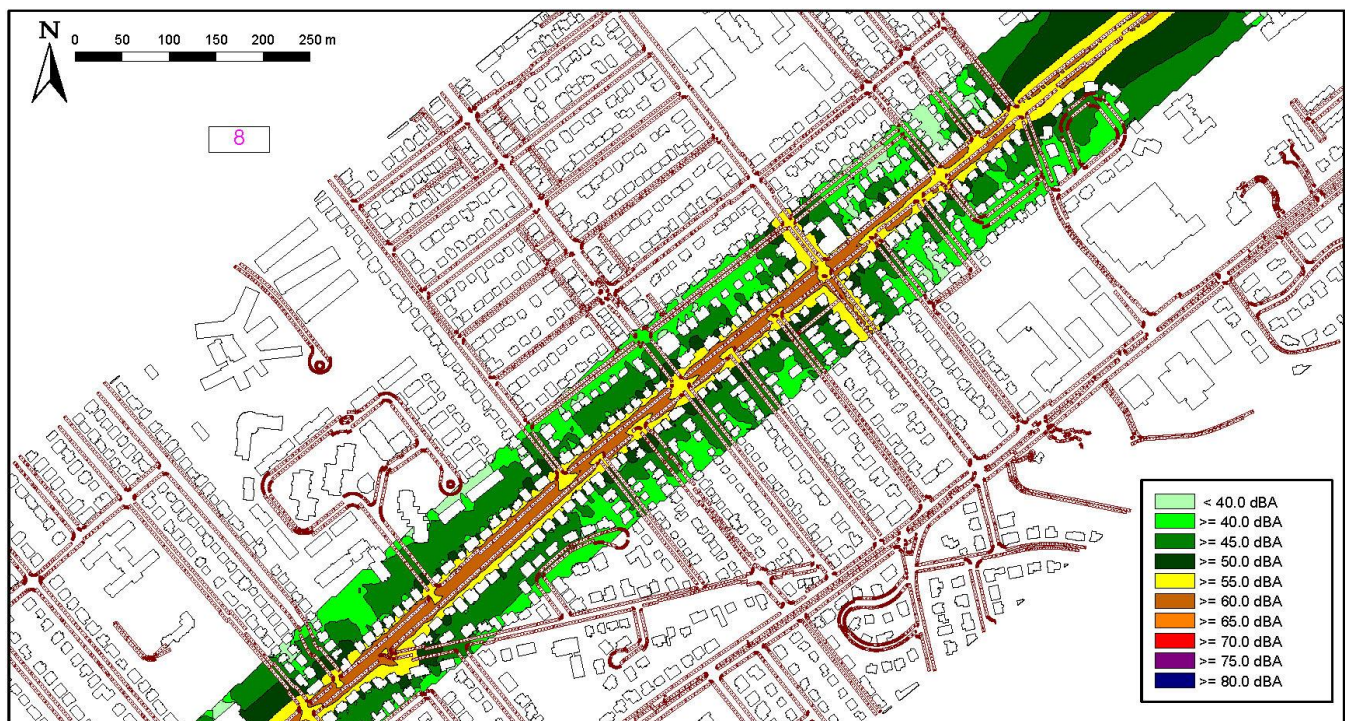 N
0 50 100 150 200 250 m
8
< 40.0 dBA
>= 40.0 dBA
>= 45.0 dBA
>= 50.0 dBA
>= 55.0 dBA
>= 60.0 dBA
>= 65.0 dBA
>= 70.0 dBA
>= 75.0 dBA
>= 80.0 dBA